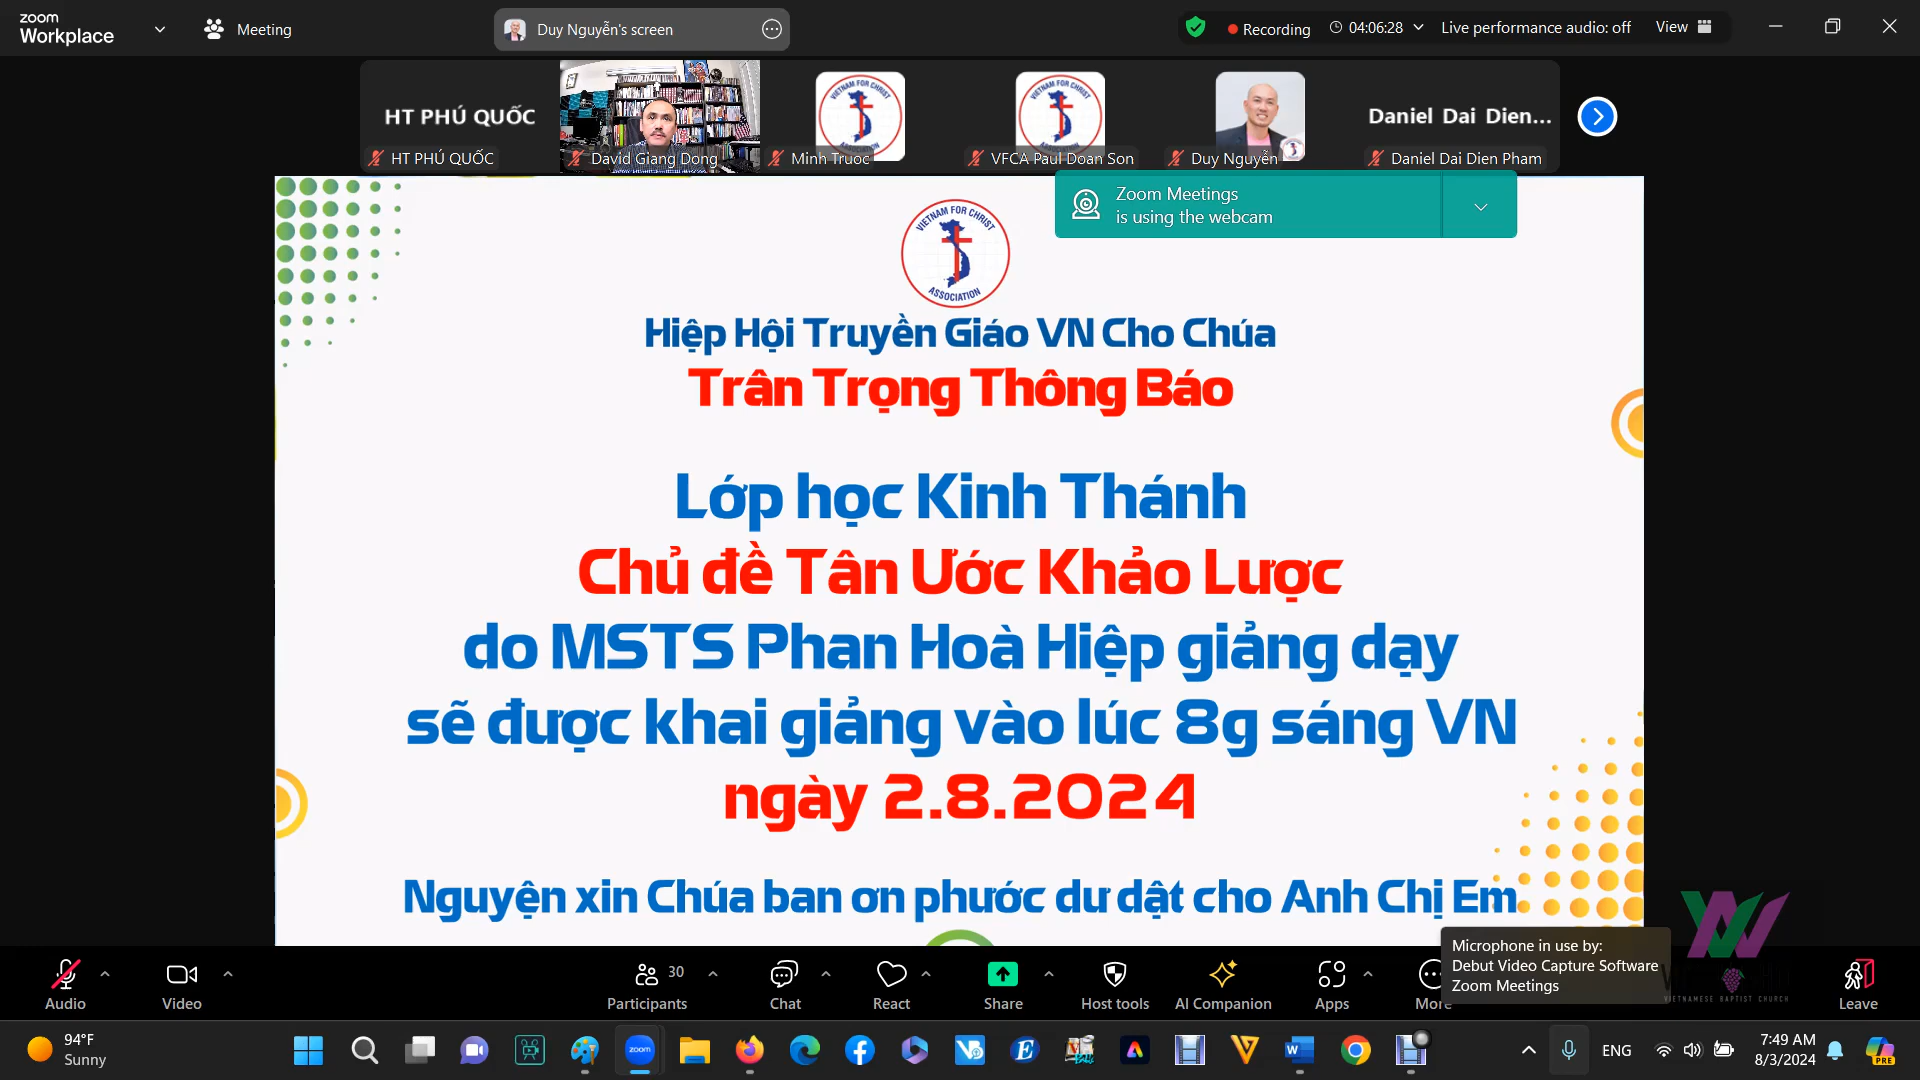 zoom
Workplace
Meeting
Duy Nguyễn's screen
Recording
04:06:28
Live performance audio: off
View
HT PHÚ QUỐC
Daniel Dai Dien...
HT PHÚ QUỐC
David Giang Dong
Minh Truoc
VFCA Paul Doan Son
Duy Nguyễn
Daniel Dai Dien Pham
Zoom Meetings
is using the webcam
VIETNAM FOR CHRIST
ASSOCIATION
Hiệp Hội Truyền Giáo VN Cho Chúa
Trân Trọng Thông Báo
Lớp học Kinh Thánh
Chủ đề Tân Ước Khảo Lược
do MSTS Phan Hoà Hiệp giảng dạy
sẽ được khai giảng vào lúc 8g sáng VN
ngày 2.8.2024
Nguyện xin Chúa ban ơn phước dư dật cho Anh Chị Em
Microphone in use by:
Debut Video Capture Software
Zoom Meetings
VIETNAMESE BAPTIST CHURCH
Audio
Video
30
Participants
Chat
React
Share
Host tools
AI Companion
Apps
More
Leave
94°F
Sunny
zoom
ENG
7:49 AM
8/3/2024
PRE